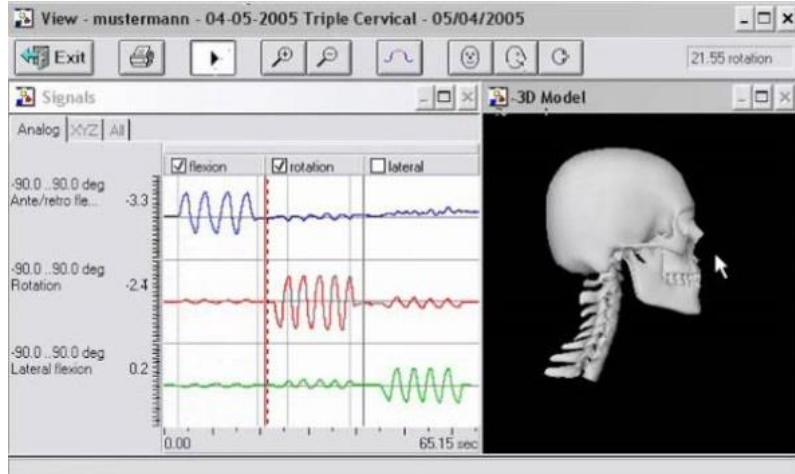 View - mustermann - 04-05-2005 Triple Cervical - 05/04/2005
Exit
21.55 rotation
Signals
-3D Model
Analog XYZ All
flexion rotation lateral
-90.0 ..90.0 deg
Ante/retro fle...
-3.3
-90.0 ..90.0 deg
Rotation
-2.4
-90.0 ..90.0 deg
Lateral flexion
0.2
0.00 65.15 sec